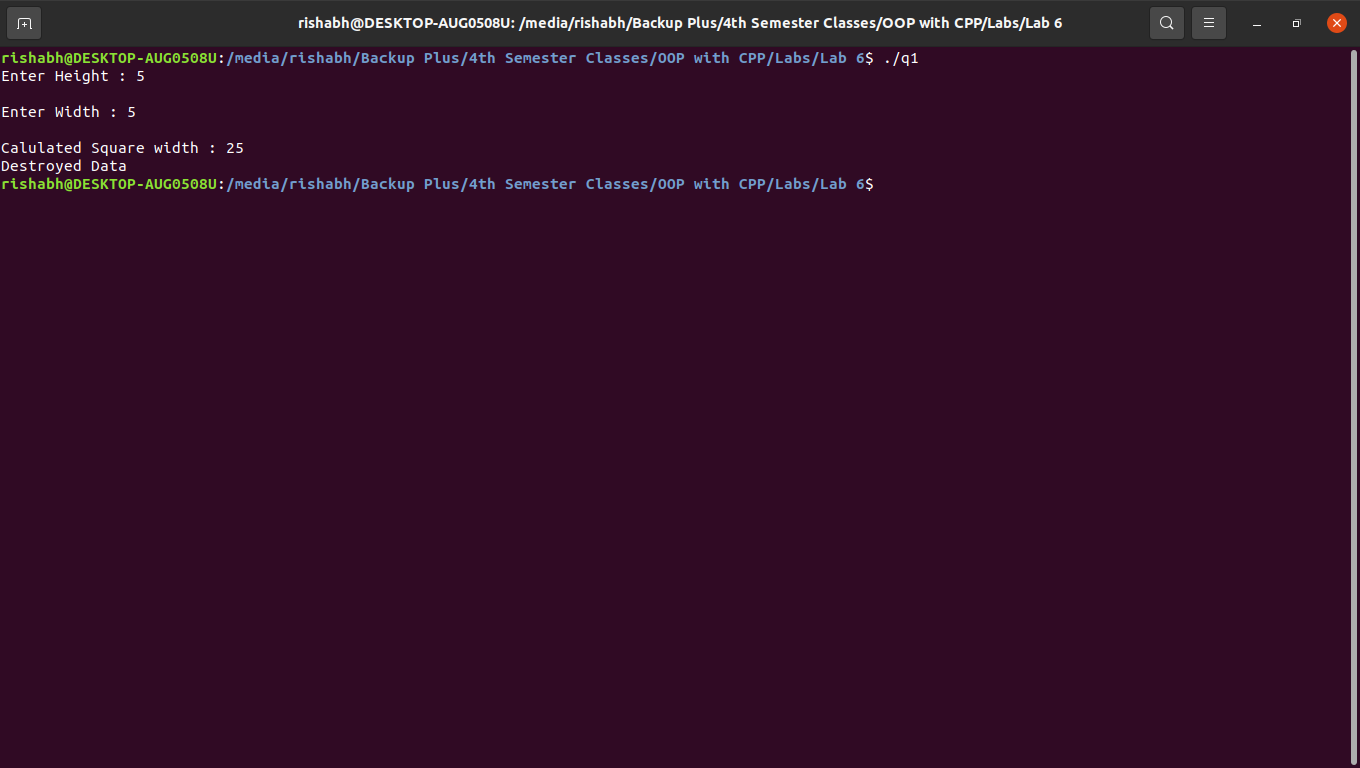 rishabh@DESKTOP-AUG0508U: /media/rishabh/Backup Plus/4th Semester Classes/OOP with CPP/Labs/Lab 6
rishabh@DESKTOP-AUG0508U:/media/rishabh/Backup Plus/4th Semester Classes/OOP with CPP/Labs/Lab 6$ ./q1
Enter Height : 5
Enter Width : 5
Calulated Square width : 25
Destroyed Data
rishabh@DESKTOP-AUG0508U:/media/rishabh/Backup Plus/4th Semester Classes/OOP with CPP/Labs/Lab 6$